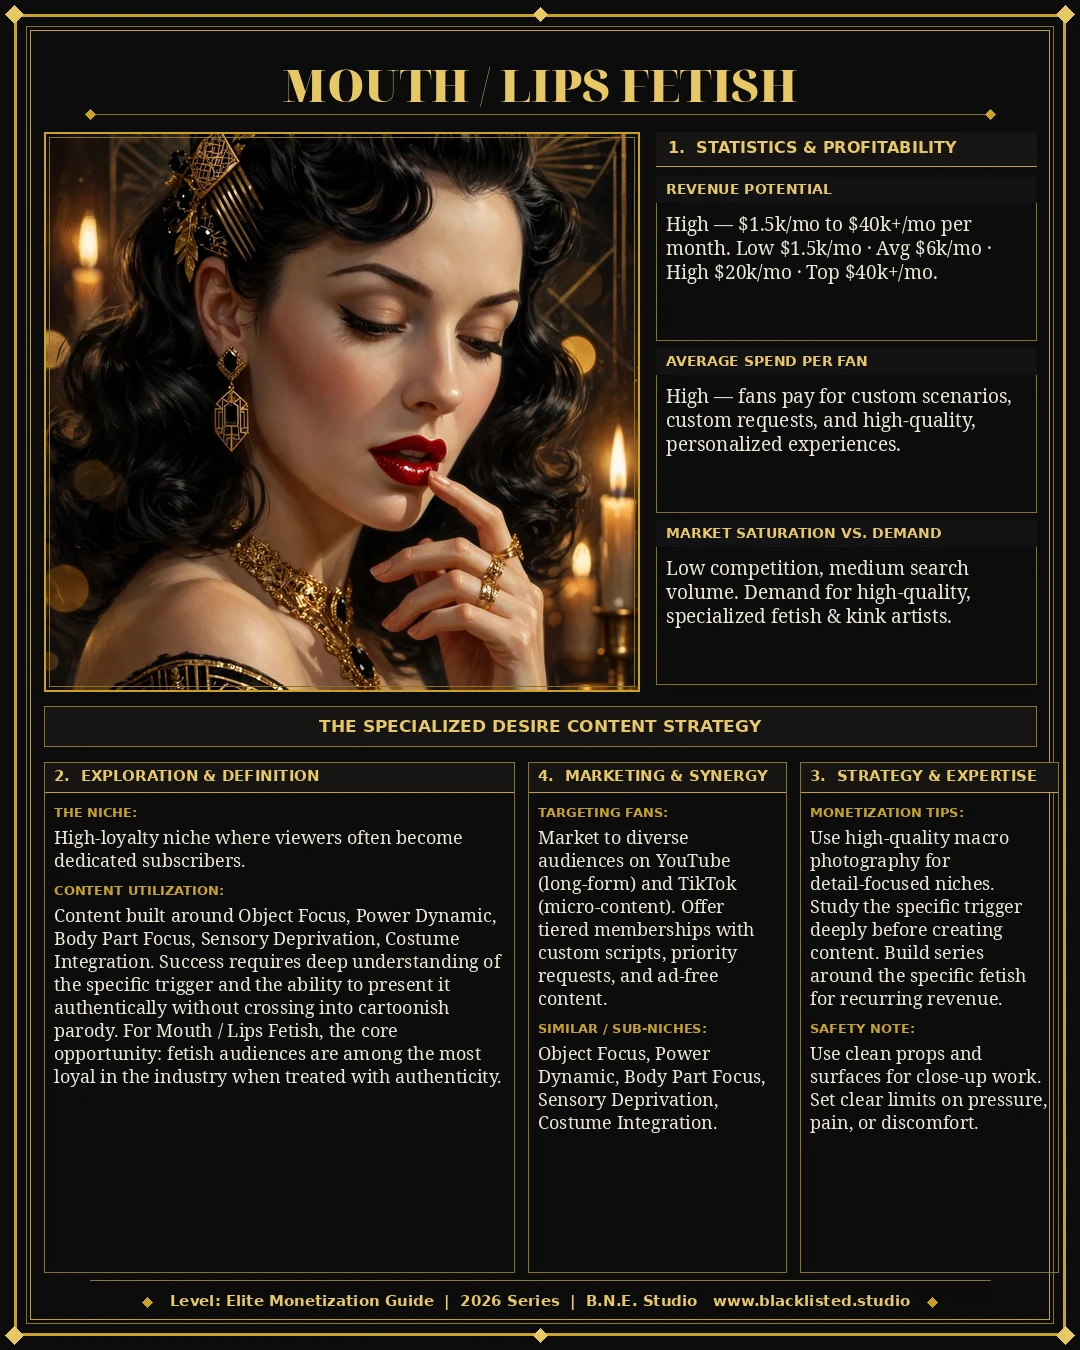 MOUTH / LIPS FETISH
1. STATISTICS & PROFITABILITY
REVENUE POTENTIAL
High — $1.5k/mo to $40k+/mo per
month. Low $1.5k/mo · Avg $6k/mo ·
High $20k/mo · Top $40k+/mo.
AVERAGE SPEND PER FAN
High — fans pay for custom scenarios,
custom requests, and high-quality,
personalized experiences.
MARKET SATURATION VS. DEMAND
Low competition, medium search
volume. Demand for high-quality,
specialized fetish & kink artists.
THE SPECIALIZED DESIRE CONTENT STRATEGY
2. EXPLORATION & DEFINITION
THE NICHE:
High-loyalty niche where viewers often become
dedicated subscribers.
CONTENT UTILIZATION:
Content built around Object Focus, Power Dynamic,
Body Part Focus, Sensory Deprivation, Costume
Integration. Success requires deep understanding of
the specific trigger and the ability to present it
authentically without crossing into cartoonish
parody. For Mouth / Lips Fetish, the core
opportunity: fetish audiences are among the most
loyal in the industry when treated with authenticity.
4. MARKETING & SYNERGY
TARGETING FANS:
Market to diverse
audiences on YouTube
(long-form) and TikTok
(micro-content). Offer
tiered memberships with
custom scripts, priority
requests, and ad-free
content.
SIMILAR / SUB-NICHES:
Object Focus, Power
Dynamic, Body Part Focus,
Sensory Deprivation,
Costume Integration.
3. STRATEGY & EXPERTISE
MONETIZATION TIPS:
Use high-quality macro
photography for
detail-focused niches.
Study the specific trigger
deeply before creating
content. Build series
around the specific fetish
for recurring revenue.
SAFETY NOTE:
Use clean props and
surfaces for close-up work.
Set clear limits on pressure,
pain, or discomfort.
Level: Elite Monetization Guide | 2026 Series | B.N.E. Studio www.blacklisted.studio